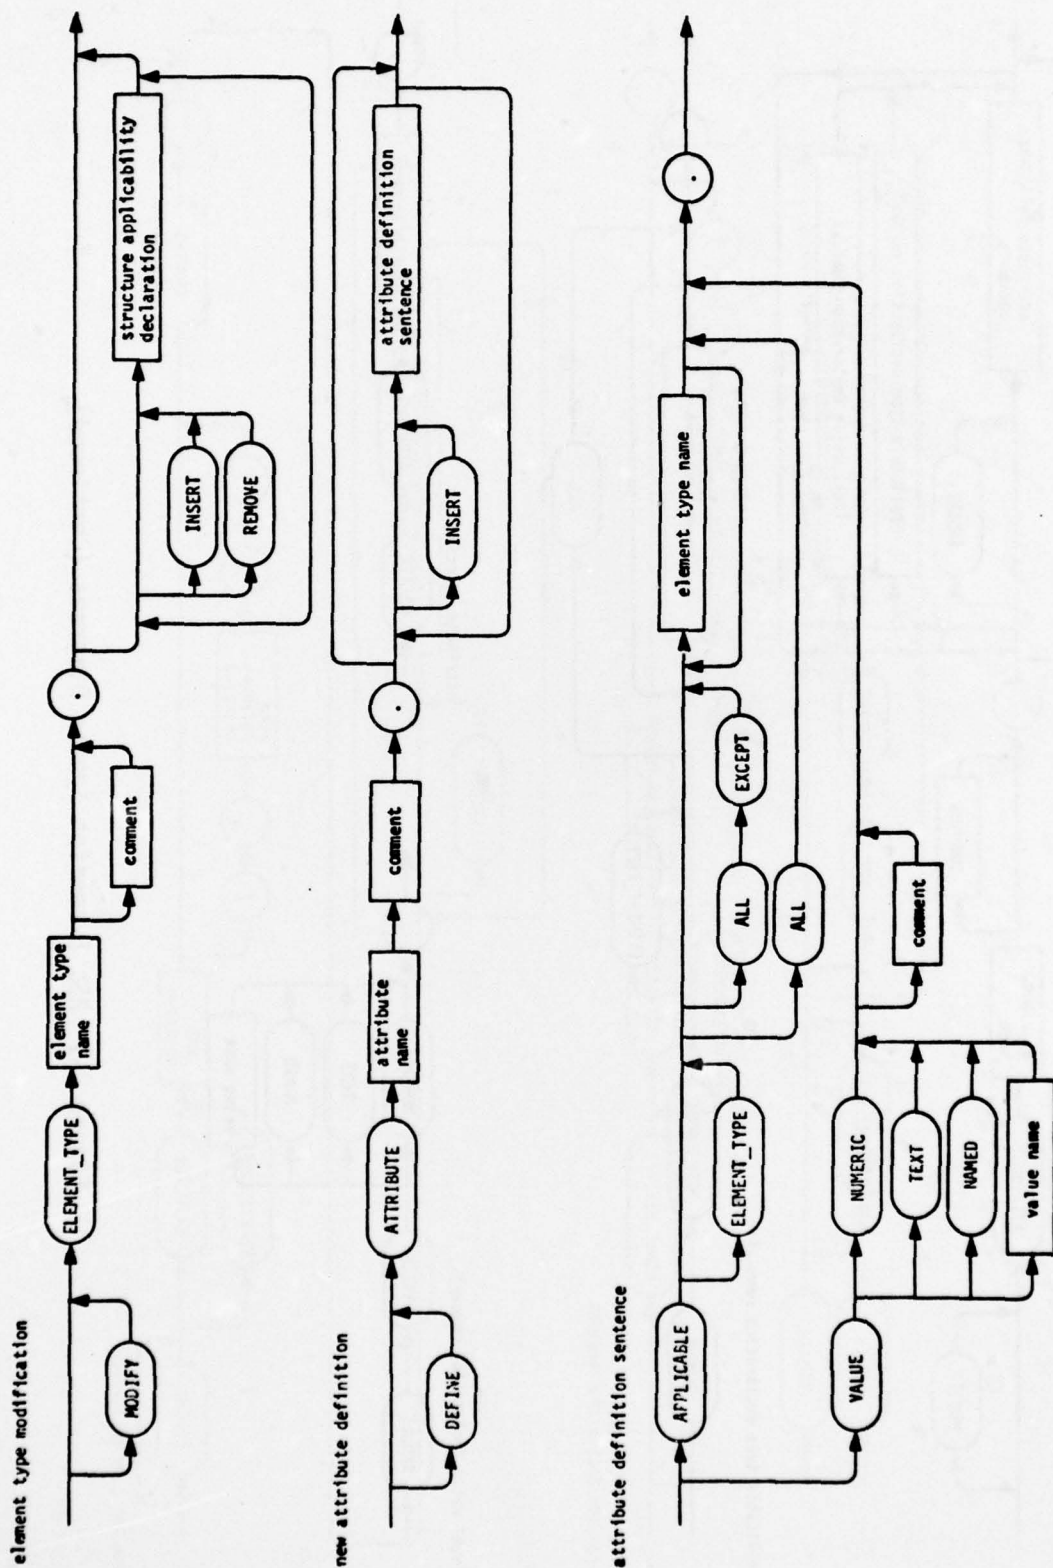 element type modification
MODIFY
ELEMENT_TYPE
element type
name
comment
.
INSERT
REMOVE
structure applicability
declaration
new attribute definition
DEFINE
ATTRIBUTE
attribute
name
comment
.
INSERT
attribute definition
sentence
attribute definition sentence
APPLICABLE
ELEMENT_TYPE
ALL
EXCEPT
ALL
element type name
.
VALUE
NUMERIC
TEXT
NAMED
value name
comment